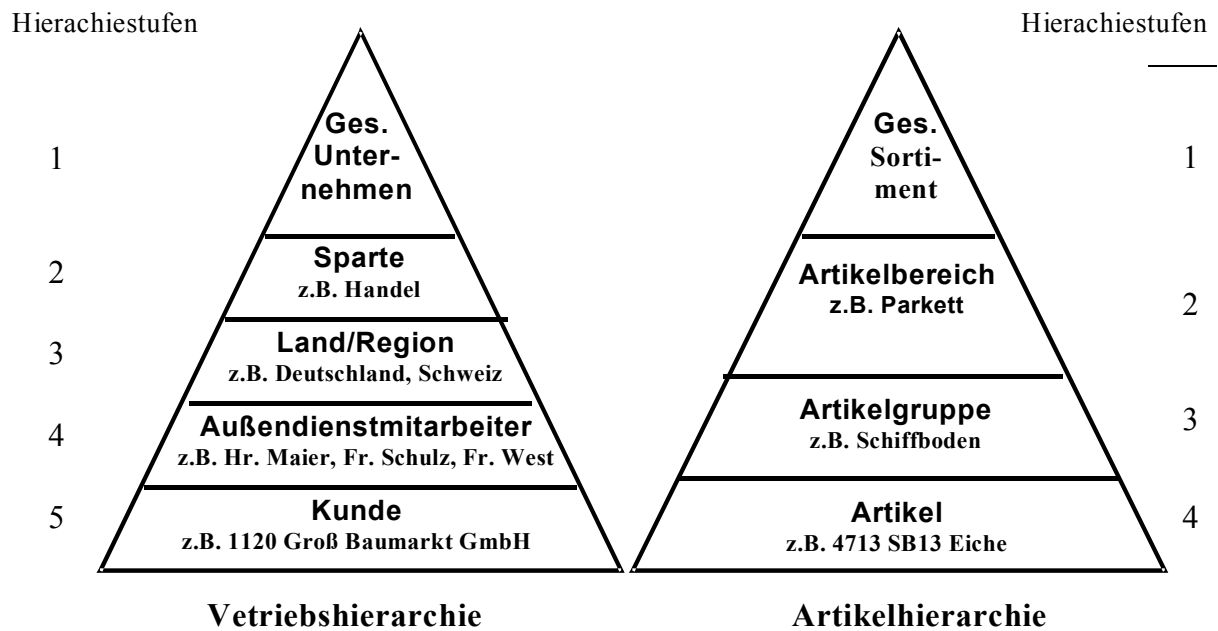 Hierachiestufen
Hierachiestufen
1
Ges.
Unter-
nehmen
2
Sparte
z.B. Handel
3
Land/Region
z.B. Deutschland, Schweiz
4
Außendienstmitarbeiter
z.B. Hr. Maier, Fr. Schulz, Fr. West
5
Kunde
z.B. 1120 Groß Baumarkt GmbH
Vetriebshierarchie
Ges.
Sorti-
ment
1
Artikelbereich
z.B. Parkett
2
Artikelgruppe
z.B. Schiffboden
3
Artikel
z.B. 4713 SB13 Eiche
4
Artikelhierarchie